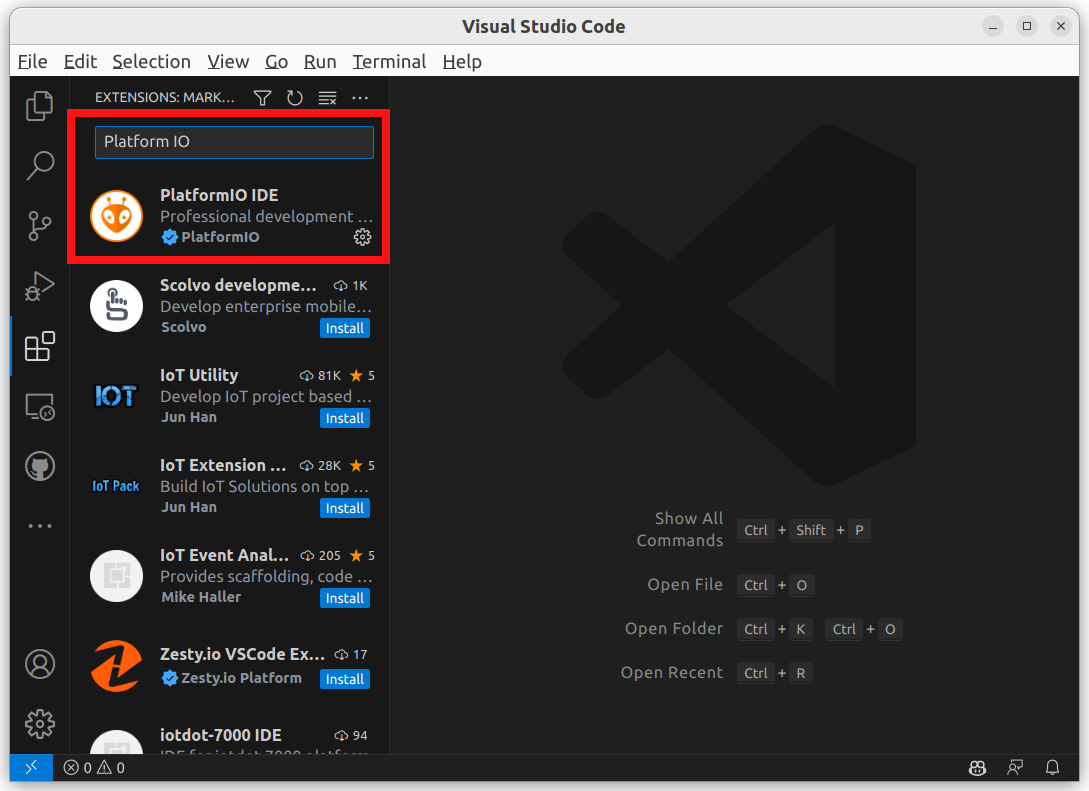 Visual Studio Code
File Edit Selection View Go Run Terminal Help
EXTENSIONS: MARK...
Platform IO
PlatformIO IDE
Professional development ...
PlatformIO
Scolvo developme... 1K
Develop enterprise mobile...
Scolvo Install
IoT Utility 81K 5
Develop IoT project based ...
Jun Han Install
IoT Extension ... 28K 5
Build IoT Solutions on top ...
Jun Han Install
IoT Event Anal... 205 5
Provides scaffolding, code ...
Mike Haller Install
Zesty.io VSCode Ex... 17
Zesty.io Platform Install
iotdot-7000 IDE 94
IDE for iotdot-7000 platform
IOT
IoT Pack
Show All
Commands Ctrl + Shift + P
Open File Ctrl + O
Open Folder Ctrl + K Ctrl + O
Open Recent Ctrl + R
0 0